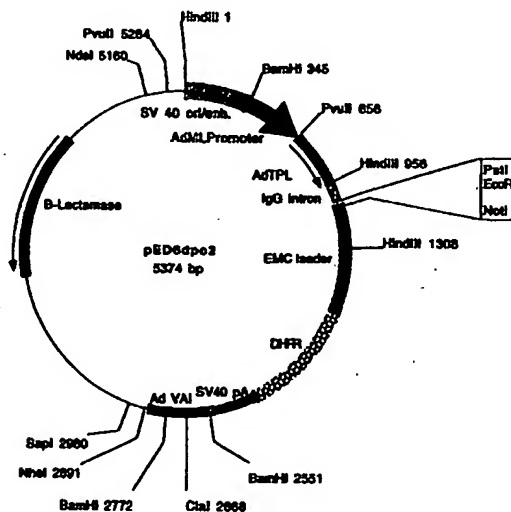 HindIII 1
PvuII 5284
NdeI 5160
BamHI 345
SV 40 ori/enh.
PvuII 656
AdMLPromoter
HindIII 956
AdTPL
PstI
IgG Intron
EcoR
NotI
B-Lactamase
pED6dpc2
5374 bp
EMC leader
HindIII 1308
DHFR
SV40 pA
Ad VAI
SapI 2980
NheI 2891
BamHI 2551
BamHI 2772
ClaI 2668